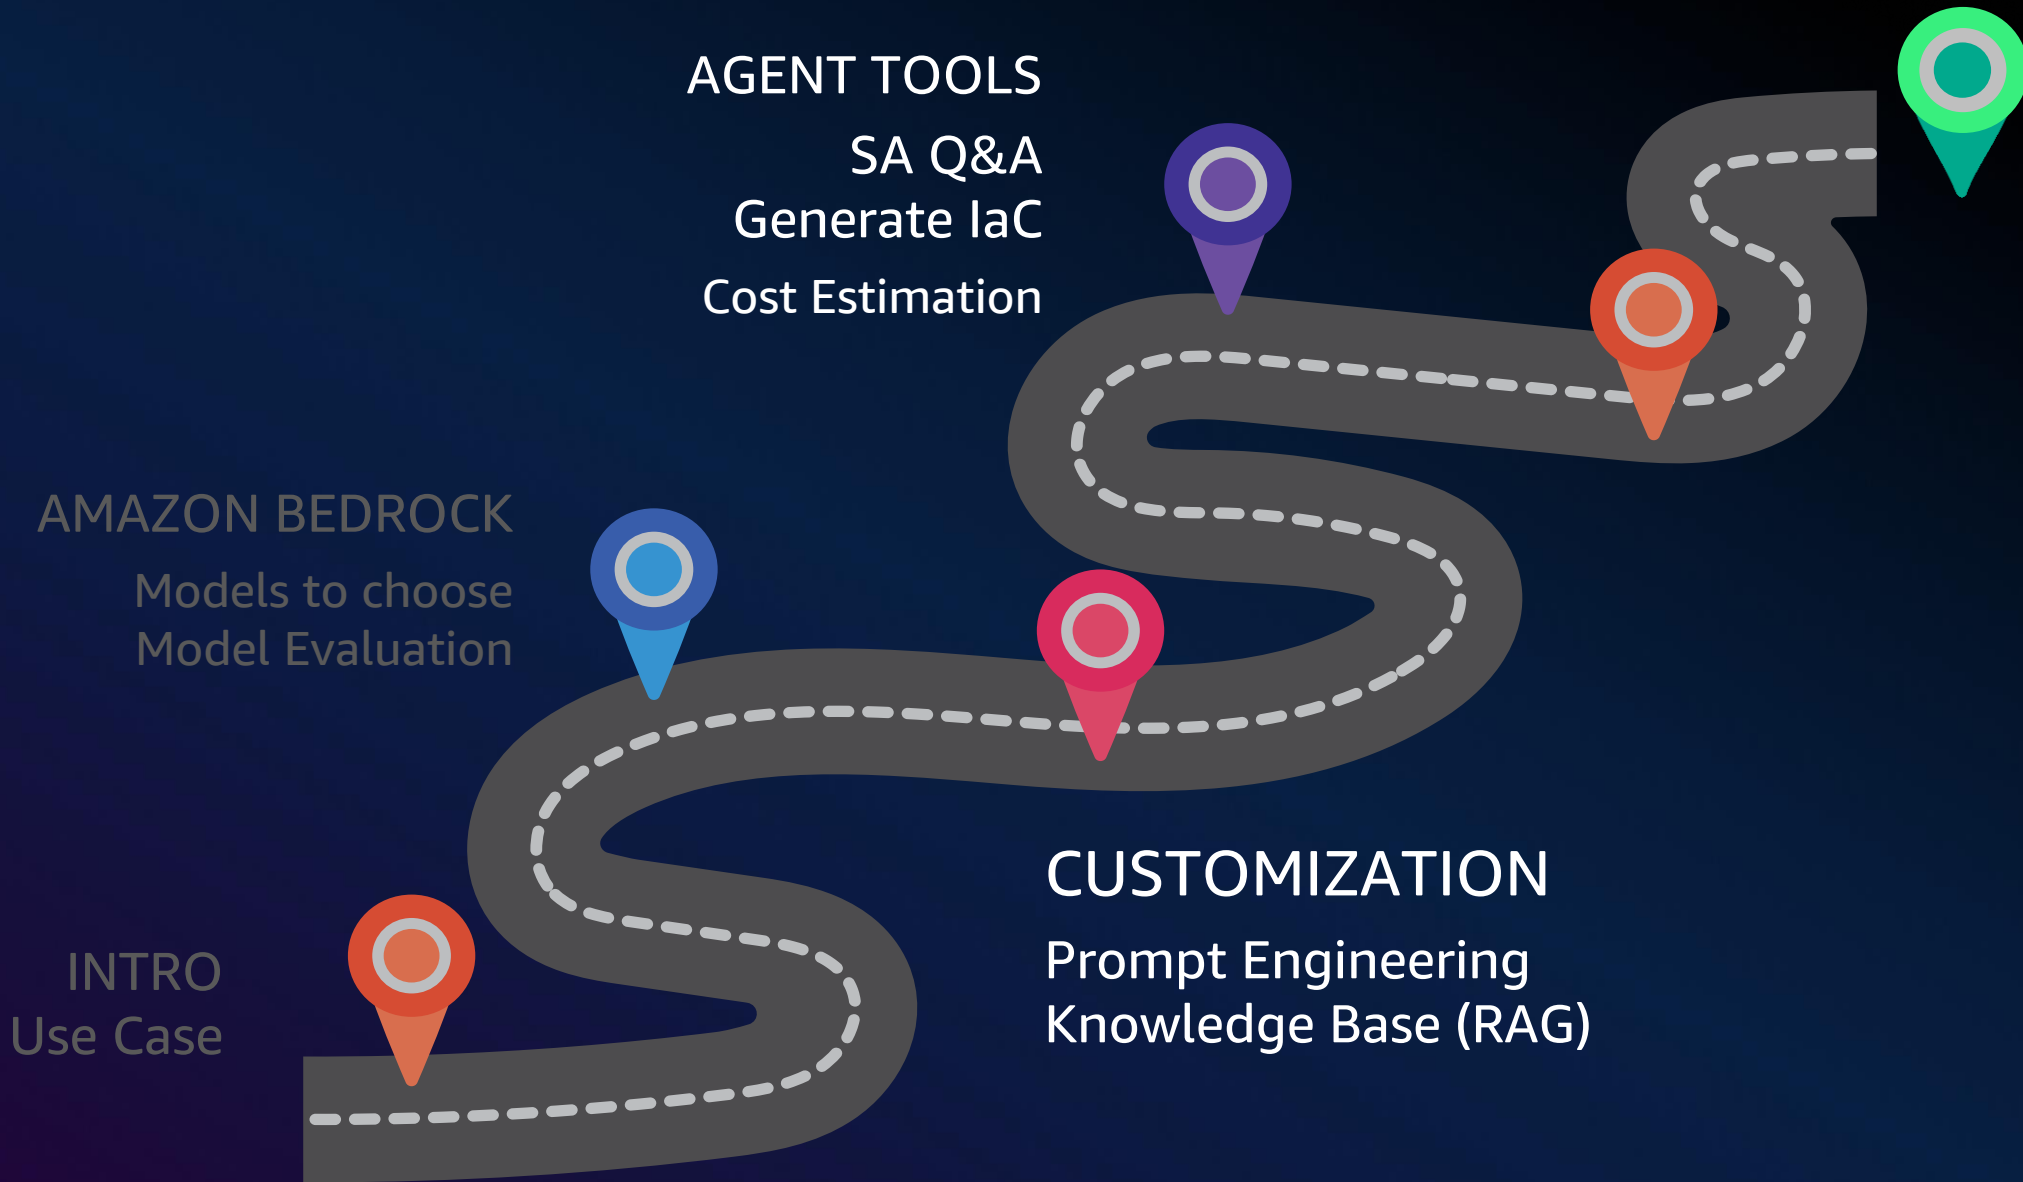 AGENT TOOLS
SA Q&A
Generate IaC
Cost Estimation
AMAZON BEDROCK
Models to choose
Model Evaluation
CUSTOMIZATION
Prompt Engineering
Knowledge Base (RAG)
INTRO
Use Case